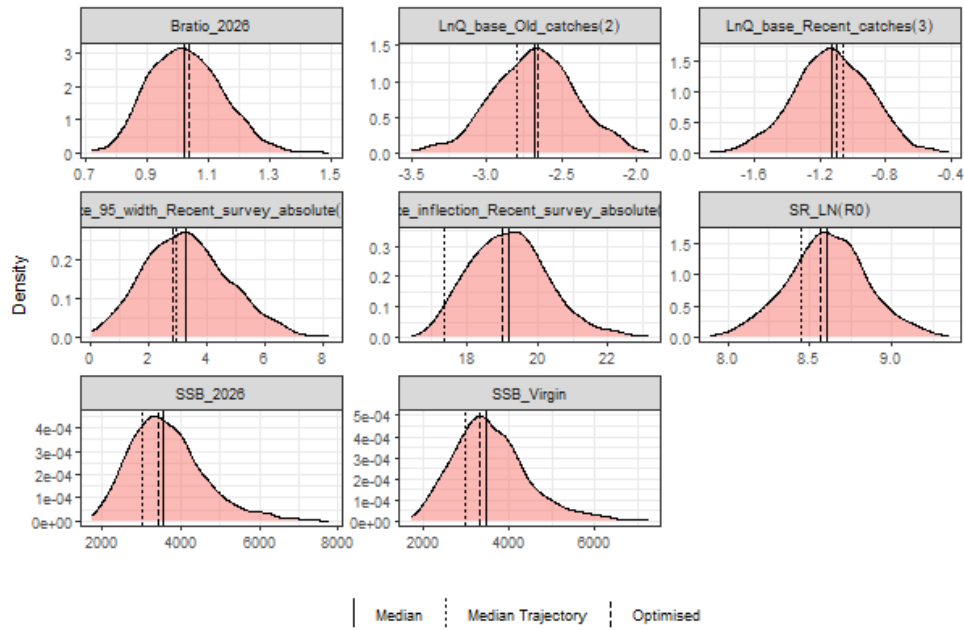 Bratio_2026
LnQ_base_Old_catches(2)
LnQ_base_Recent_catches(3)
3
2
1
0
0.7 0.9 1.1 1.3 1.5
1.5
1.0
0.5
0.0
-3.5 -3.0 -2.5 -2.0
1.5
1.0
0.5
0.0
-1.6 -1.2 -0.8 -0.4
ze_95_width_Recent_survey_absolute(
ze_inflection_Recent_survey_absolute(
SR_LN(R0)
Density
0.2
0.1
0.0
0 2 4 6 8
0.3
0.2
0.1
0.0
18 20 22
1.5
1.0
0.5
0.0
8.0 8.5 9.0
SSB_2026
SSB_Virgin
4e-04
3e-04
2e-04
1e-04
0e+00
2000 4000 6000 8000
5e-04
4e-04
3e-04
2e-04
1e-04
0e+00
2000 4000 6000
Median Median Trajectory Optimised